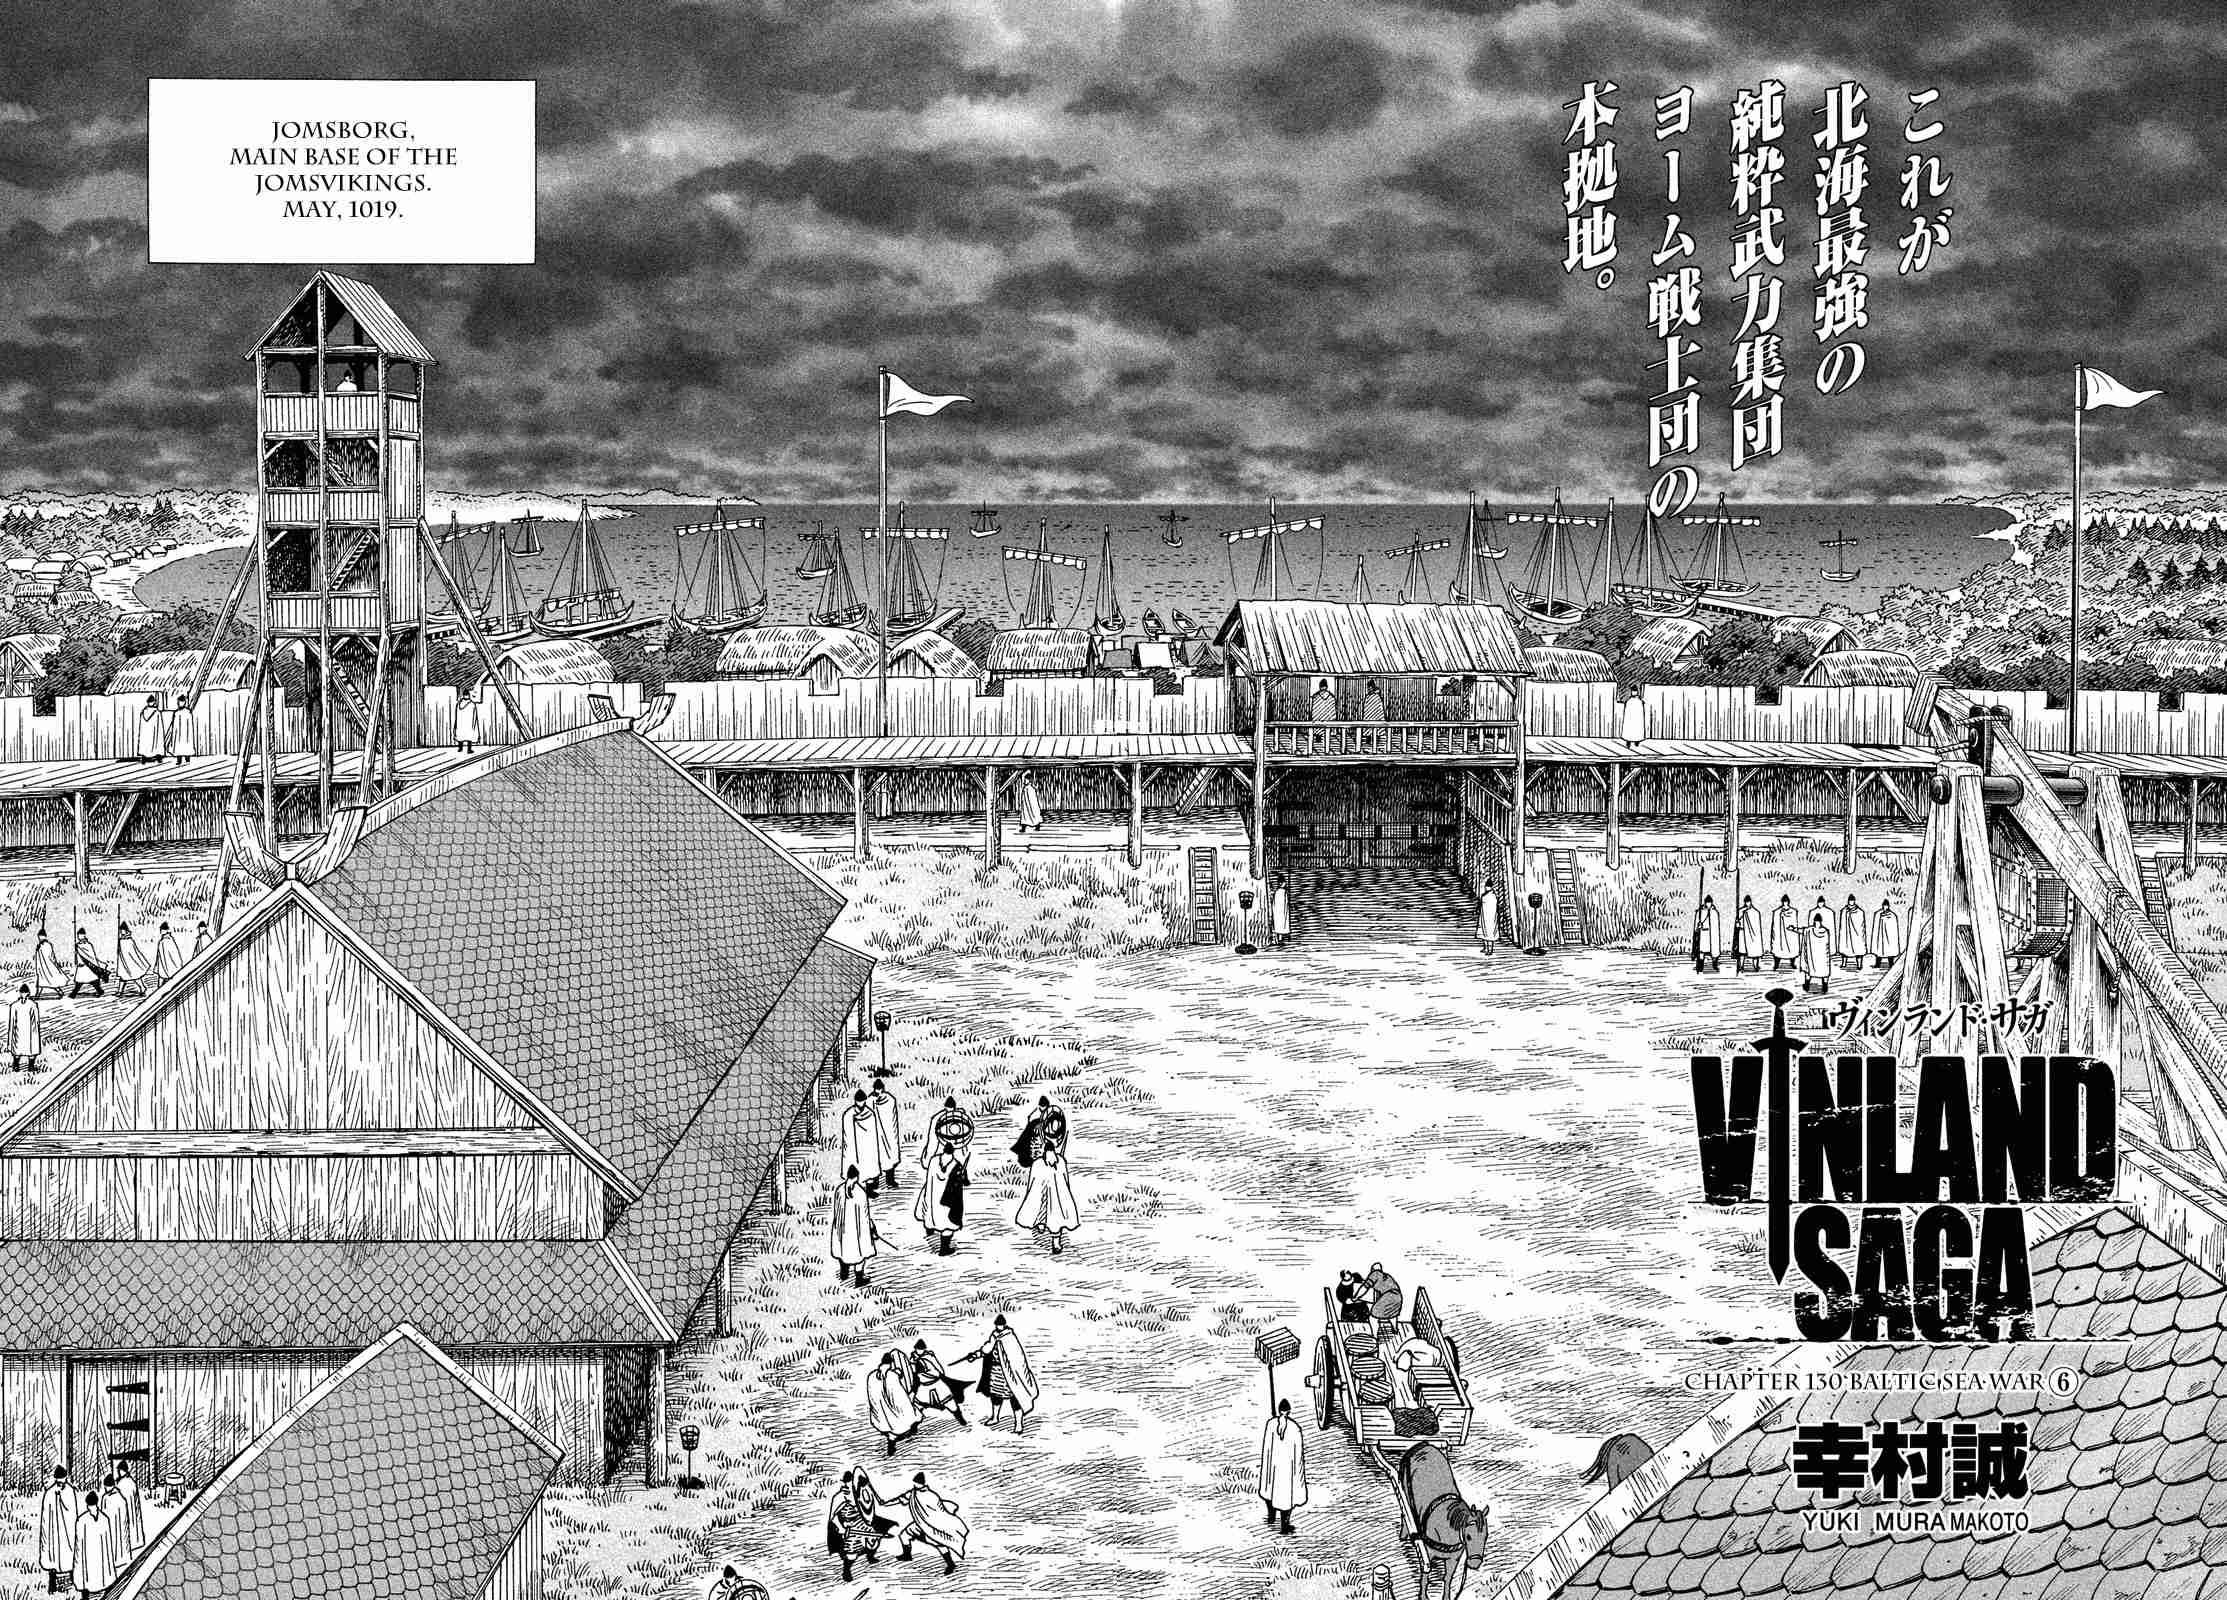 JOMSBORG,
MAIN BASE OF THE
JOMSVIKINGS.
MAY, 1019.
これが
北海最強の
純粋武力集団
ヨーム戦士団の
本拠地。
ヴィンランド・サガ
VINLAND
SAGA
CHAPTER 130 BALTIC SEA WAR ⑥
幸村誠
YUKIMURA MAKOTO